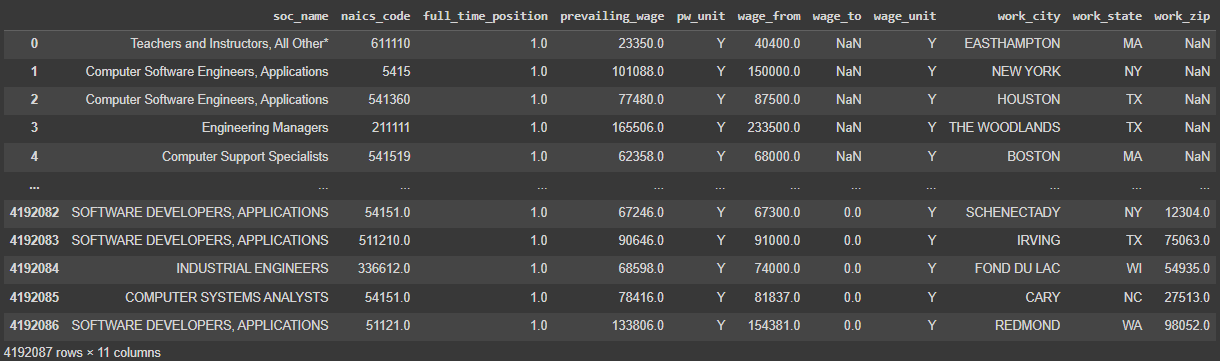 soc_name naics_code full_time_position prevailing_wage pw_unit wage_from wage_to wage_unit work_city work_state work_zip
0 Teachers and Instructors, All Other* 611110 1.0 23350.0 Y 40400.0 NaN Y EASTHAMPTON MA NaN
1 Computer Software Engineers, Applications 5415 1.0 101088.0 Y 150000.0 NaN Y NEW YORK NY NaN
2 Computer Software Engineers, Applications 541360 1.0 77480.0 Y 87500.0 NaN Y HOUSTON TX NaN
3 Engineering Managers 211111 1.0 165506.0 Y 233500.0 NaN Y THE WOODLANDS TX NaN
4 Computer Support Specialists 541519 1.0 62358.0 Y 68000.0 NaN Y BOSTON MA NaN
... ... ... ... ... ... ... ... ... ... ... ...
4192082 SOFTWARE DEVELOPERS, APPLICATIONS 54151.0 1.0 67246.0 Y 67300.0 0.0 Y SCHENECTADY NY 12304.0
4192083 SOFTWARE DEVELOPERS, APPLICATIONS 511210.0 1.0 90646.0 Y 91000.0 0.0 Y IRVING TX 75063.0
4192084 INDUSTRIAL ENGINEERS 336612.0 1.0 68598.0 Y 74000.0 0.0 Y FOND DU LAC WI 54935.0
4192085 COMPUTER SYSTEMS ANALYSTS 54151.0 1.0 78416.0 Y 81837.0 0.0 Y CARY NC 27513.0
4192086 SOFTWARE DEVELOPERS, APPLICATIONS 51121.0 1.0 133806.0 Y 154381.0 0.0 Y REDMOND WA 98052.0
4192087 rows × 11 columns